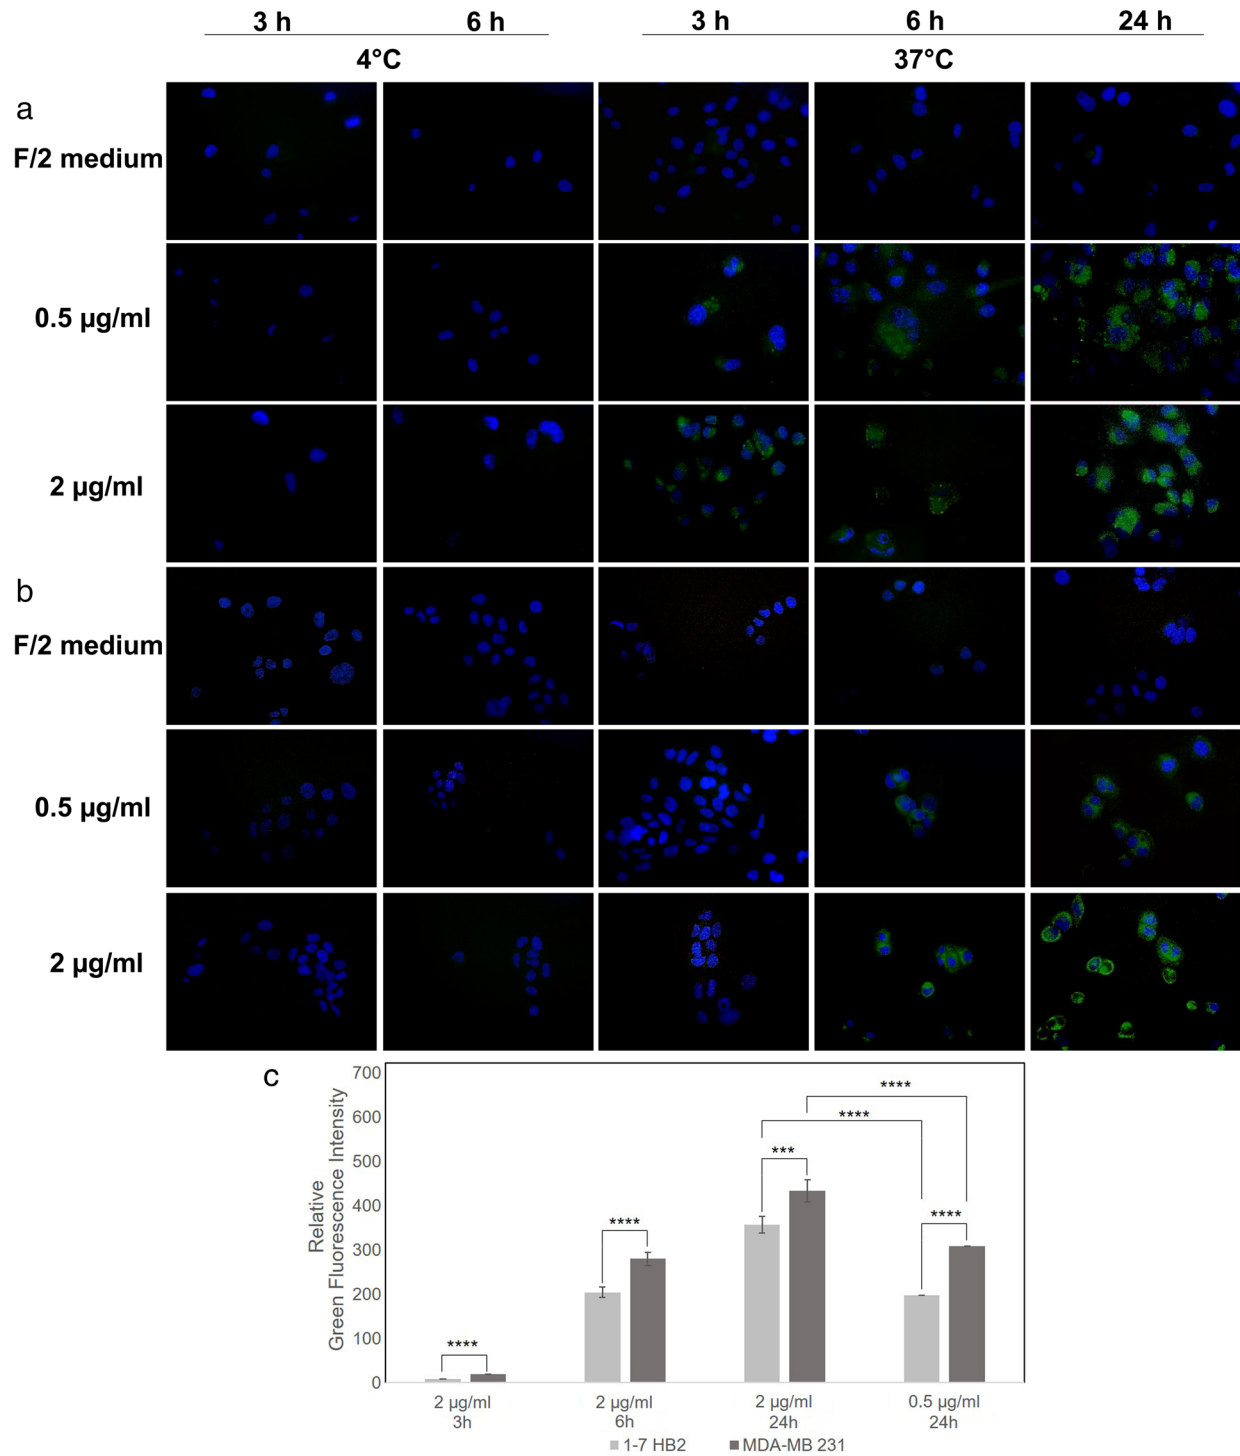 3 h 6 h 3 h 6 h 24 h
4°C 37°C
a
F/2 medium
0.5 µg/ml
2 µg/ml
b
F/2 medium
0.5 µg/ml
2 µg/ml
c
Relative
Green Fluorescence Intensity
700
600
500
400
300
200
100
0
****
****
***
****
****
****
2 µg/ml 2 µg/ml 2 µg/ml 0.5 µg/ml
3h 6h 24h 24h
1-7 HB2 MDA-MB 231